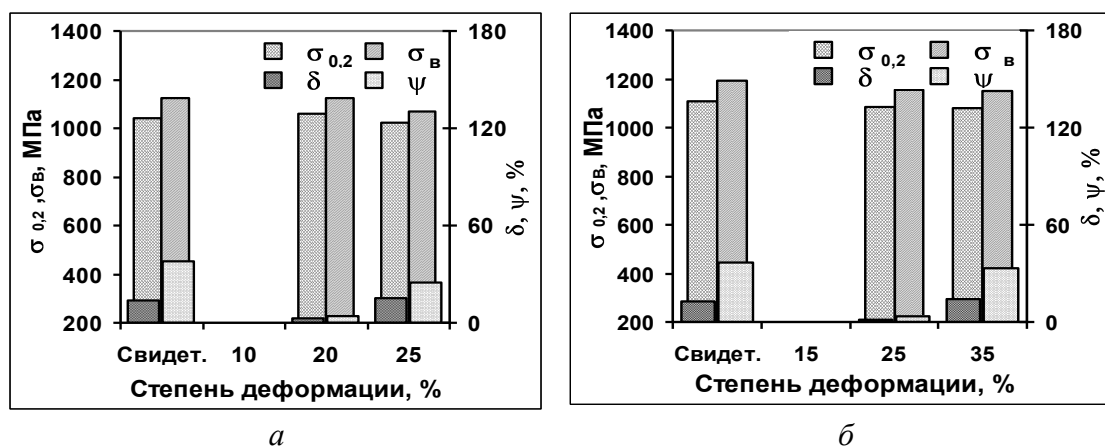 σ 0,2 ,σв, МПа
1400
1200
1000
800
600
400
200
σ 0,2 σ в
δ ψ
180
120
60
0
δ, ψ, %
Свидет. 10 20 25
Степень деформации, %
а
σ 0,2 ,σв, МПа
1400
1200
1000
800
600
400
200
σ 0,2 σ в
δ ψ
180
120
60
0
δ, ψ, %
Свидет. 15 25 35
Степень деформации, %
б